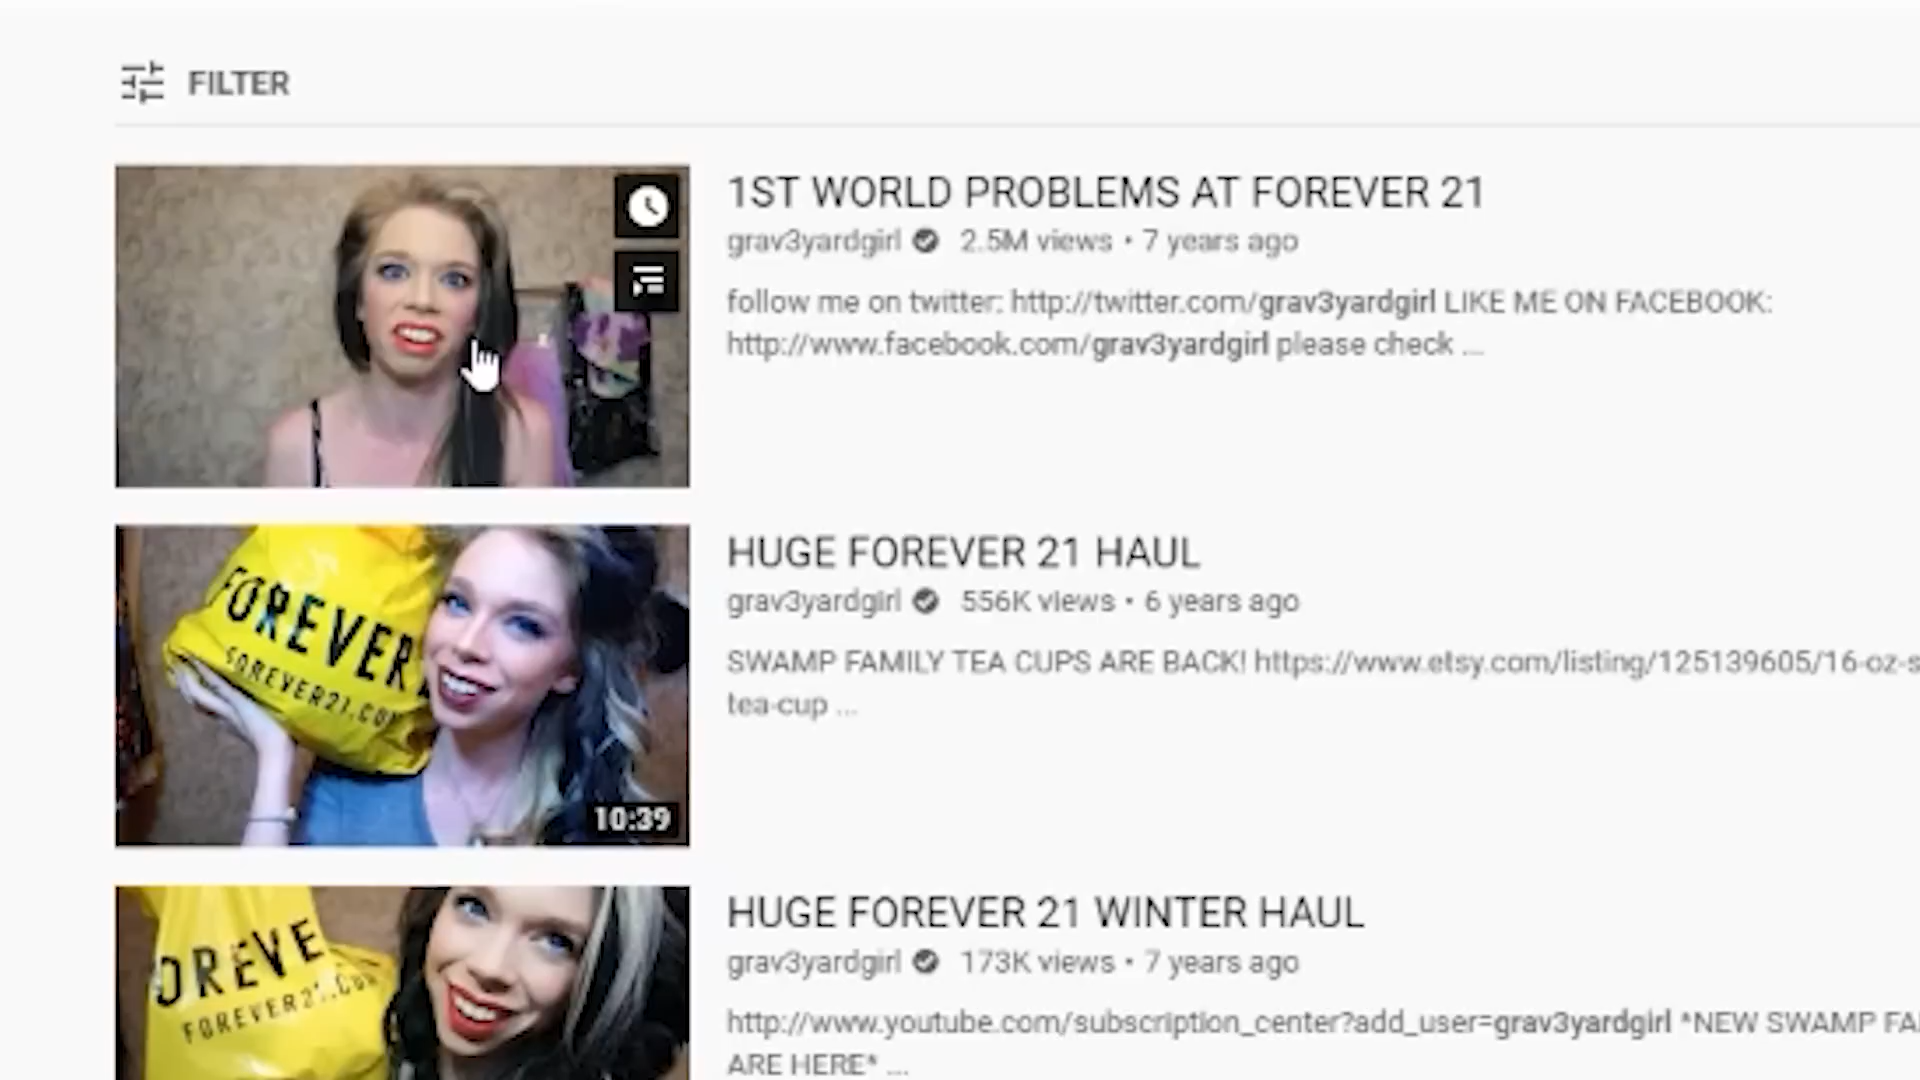 FILTER
1ST WORLD PROBLEMS AT FOREVER 21
grav3yardgirl 2.5M views • 7 years ago
follow me on twitter: http://twitter.com/grav3yardgirl LIKE ME ON FACEBOOK:
http://www.facebook.com/grav3yardgirl please check ...
FOREVER
FOREVER21.CO
10:39
HUGE FOREVER 21 HAUL
grav3yardgirl 556K views • 6 years ago
SWAMP FAMILY TEA CUPS ARE BACK! https://www.etsy.com/listing/125139605/16-oz-s
tea-cup ...
OREVE
FOREVER21.COM
HUGE FOREVER 21 WINTER HAUL
grav3yardgirl 173K views • 7 years ago
http://www.youtube.com/subscription_center?add_user=grav3yardgirl *NEW SWAMP FA
ARE HERE* ...